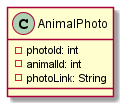 C AnimalPhoto
photoId: int
animalId: int
photoLink: String